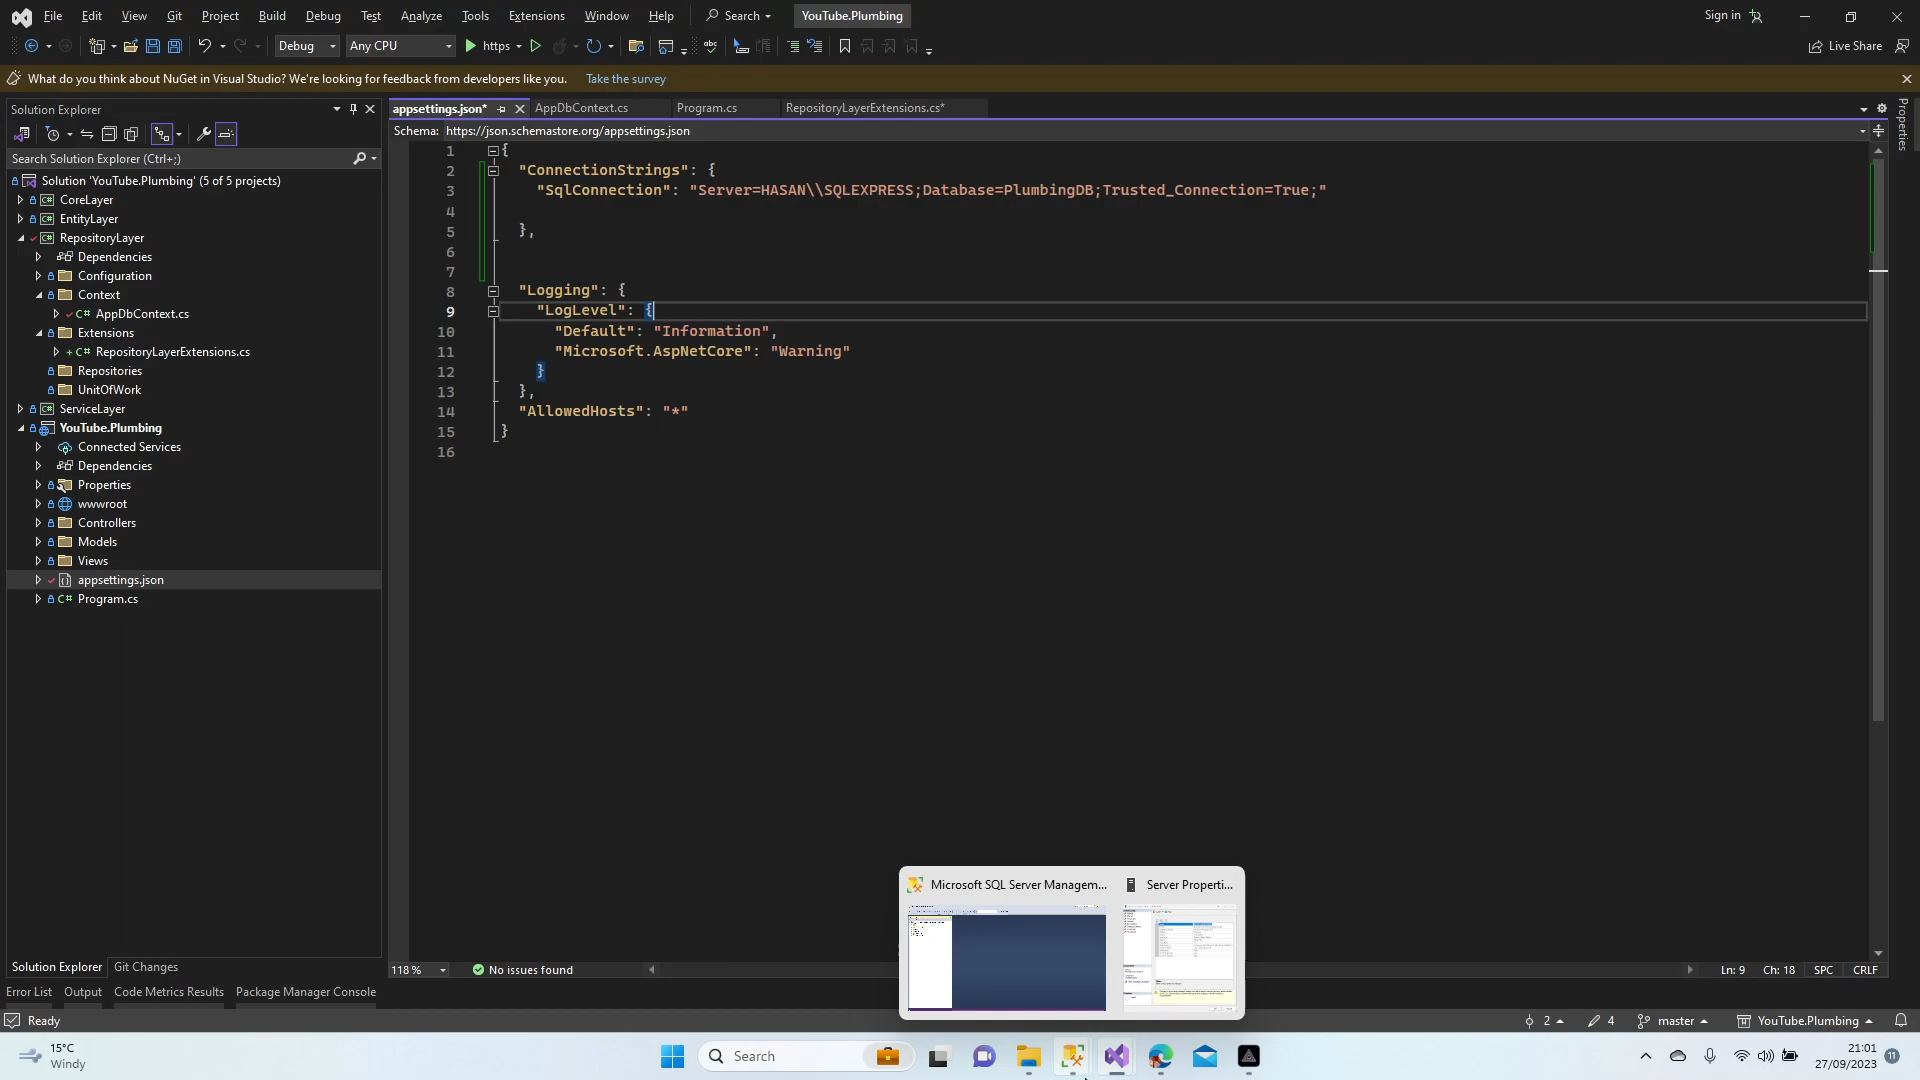 File Edit View Git Project Build Debug Test Analyze Tools Extensions Window Help Search YouTube.Plumbing Sign in
Debug Any CPU https abc Live Share
What do you think about NuGet in Visual Studio? We're looking for feedback from developers like you. Take the survey
Solution Explorer
Search Solution Explorer (Ctrl+;)
Solution 'YouTube.Plumbing' (5 of 5 projects)
C# CoreLayer
C# EntityLayer
C# RepositoryLayer
Dependencies
Configuration
Context
C# AppDbContext.cs
Extensions
+ C# RepositoryLayerExtensions.cs
Repositories
UnitOfWork
C# ServiceLayer
YouTube.Plumbing
Connected Services
Dependencies
Properties
wwwroot
Controllers
Models
Views
appsettings.json
C# Program.cs
Solution Explorer Git Changes
appsettings.json* AppDbContext.cs Program.cs RepositoryLayerExtensions.cs*
Schema: https://json.schemastore.org/appsettings.json
1 {
2 "ConnectionStrings": {
3 "SqlConnection": "Server=HASAN\\SQLEXPRESS;Database=PlumbingDB;Trusted_Connection=True;"
4
5 },
6
7
8 "Logging": {
9 "LogLevel": {
10 "Default": "Information",
11 "Microsoft.AspNetCore": "Warning"
12 }
13 },
14 "AllowedHosts": "*"
15 }
16
Properties
Microsoft SQL Server Managem... Server Properti...
118 % No issues found Ln: 9 Ch: 18 SPC CRLF
Error List Output Code Metrics Results Package Manager Console
Ready 2 4 master YouTube.Plumbing
15°C
Windy
Search
21:01
27/09/2023
11